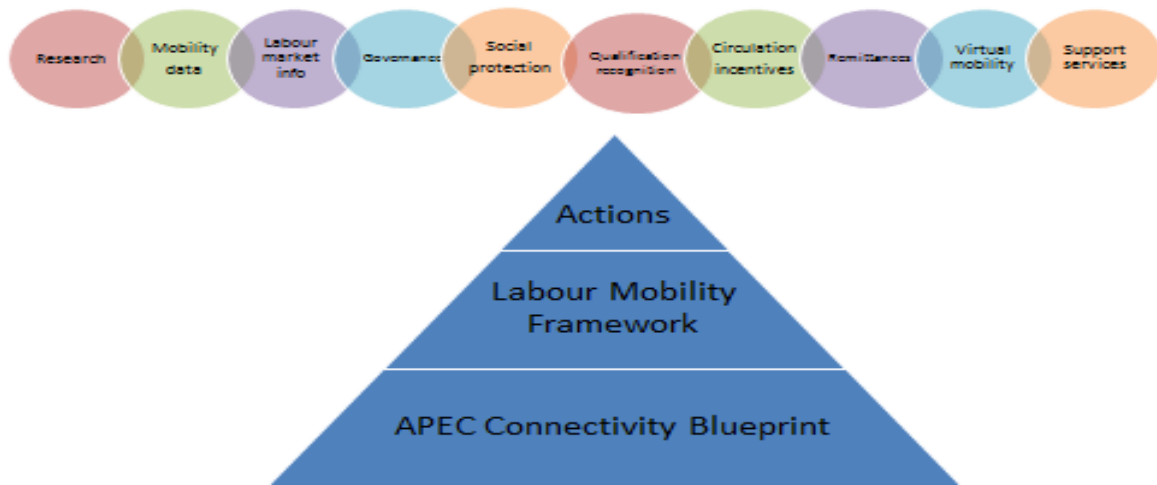 Research
Mobility
data
Labour
market
info
Governance
Social
protection
Qualification
recognition
Circulation
incentives
Remittances
Virtual
mobility
Support
services
Actions
Labour Mobility
Framework
APEC Connectivity Blueprint